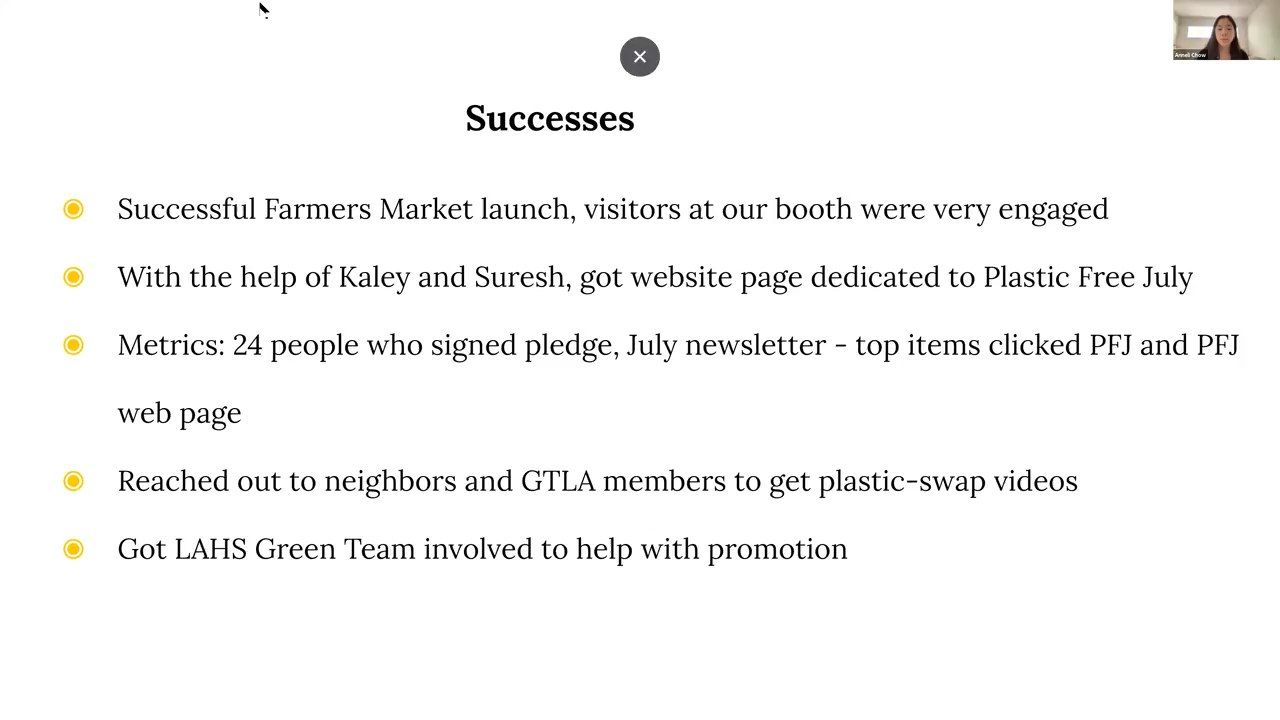 Anneli Chow
Successes
Successful Farmers Market launch, visitors at our booth were very engaged
With the help of Kaley and Suresh, got website page dedicated to Plastic Free July
Metrics: 24 people who signed pledge, July newsletter - top items clicked PFJ and PFJ
web page
Reached out to neighbors and GTLA members to get plastic-swap videos
Got LAHS Green Team involved to help with promotion